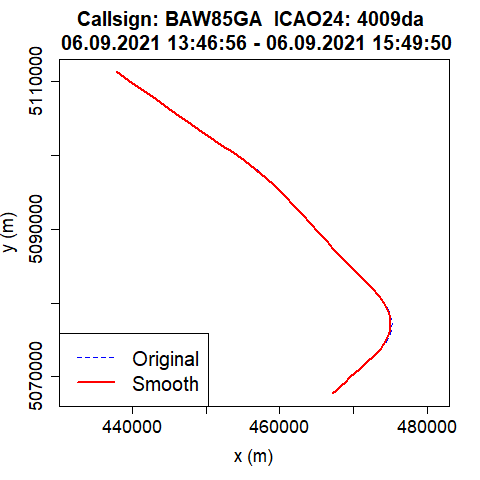 Callsign: BAW85GA  ICAO24: 4009da
06.09.2021 13:46:56 - 06.09.2021 15:49:50
5110000
5090000
5070000
y (m)
Original
Smooth
440000 460000 480000
x (m)